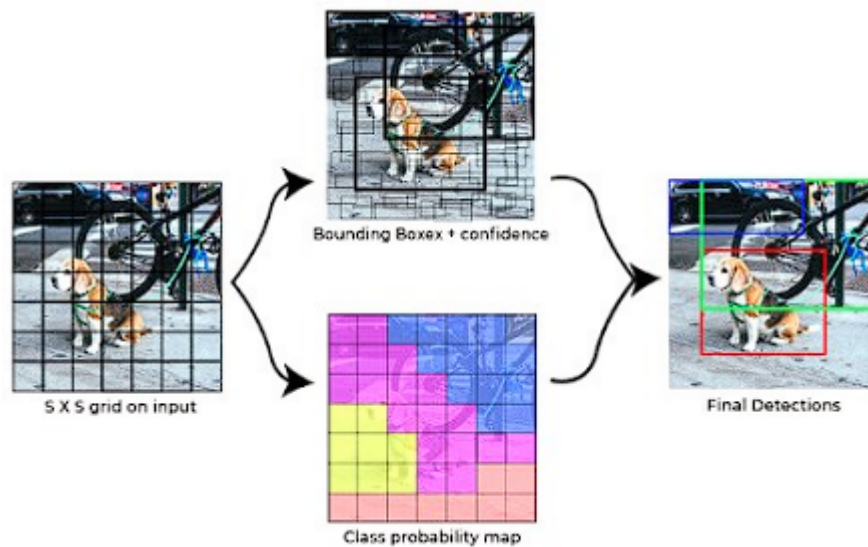 Bounding Boxex + confidence
S X S grid on input
Final Detections
Class probability map